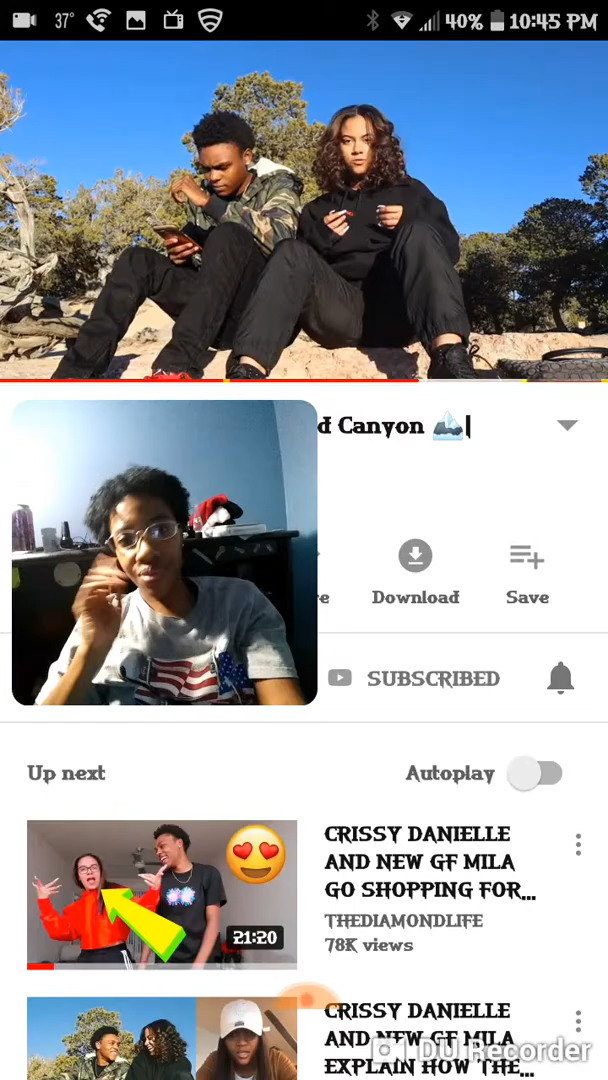 37°
40%
10:45 PM
d Canyon
Download
Save
SUBSCRIBED
Up next
Autoplay
CRISSY DANIELLE
AND NEW GF MILA
GO SHOPPING FOR...
THEDIAMONDLIFE
78K views
21:20
CRISSY DANIELLE
AND NEW GF MILA
EXPLAIN HOW THE...
DU Recorder